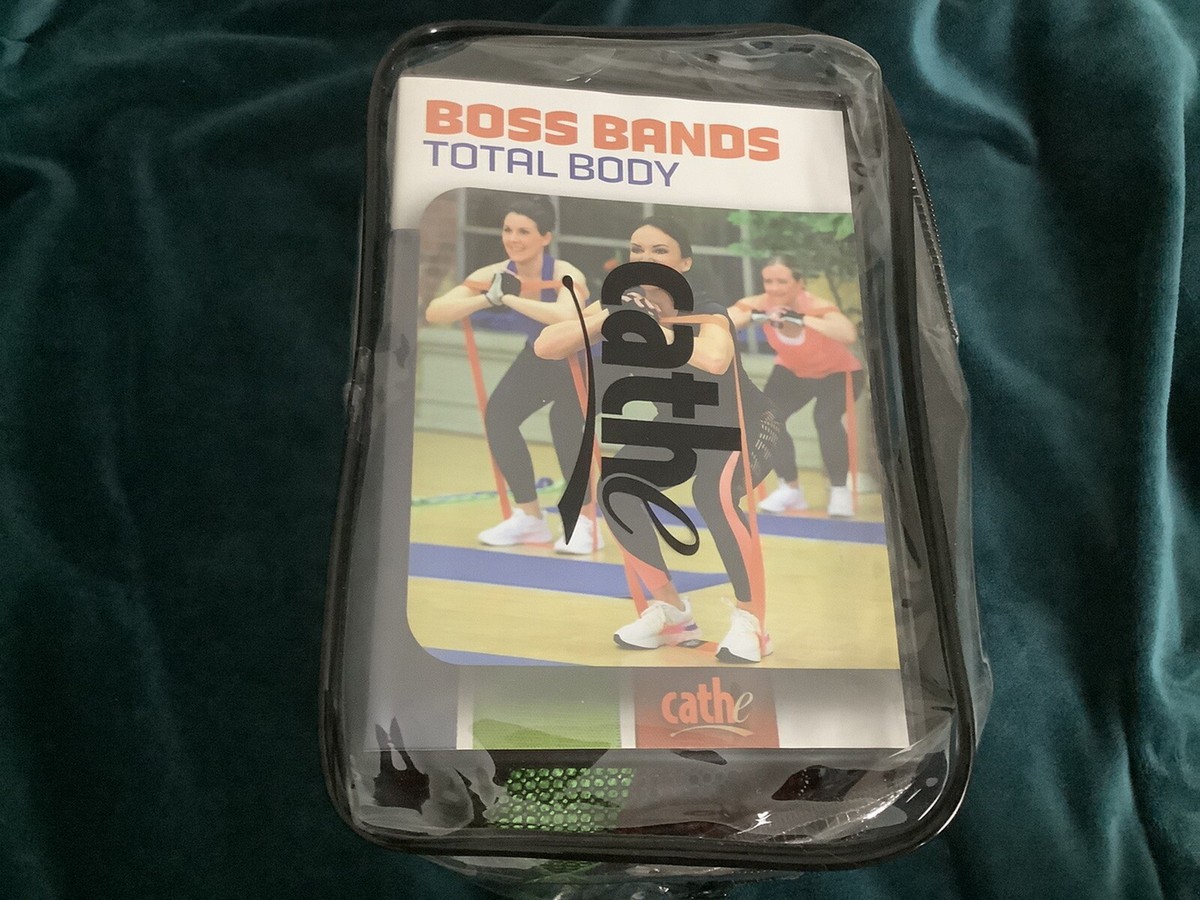 BOSS BANDS
TOTAL BODY
cathe
cathe